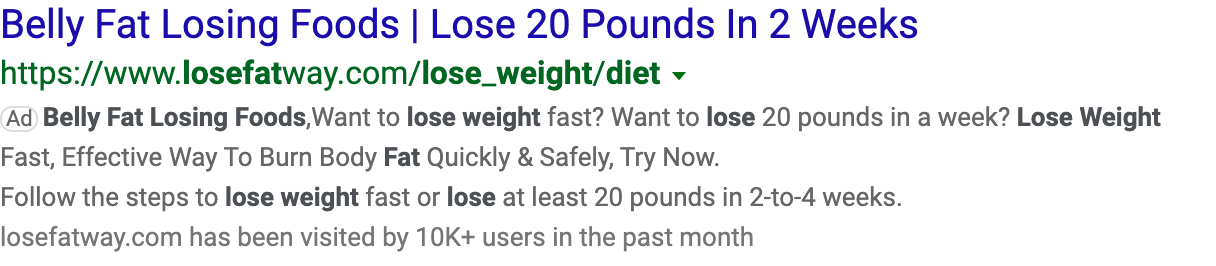 Belly Fat Losing Foods | Lose 20 Pounds In 2 Weeks
https://www.losefatway.com/lose_weight/diet
Ad Belly Fat Losing Foods,Want to lose weight fast? Want to lose 20 pounds in a week? Lose Weight
Fast, Effective Way To Burn Body Fat Quickly & Safely, Try Now.
Follow the steps to lose weight fast or lose at least 20 pounds in 2-to-4 weeks.
losefatway.com has been visited by 10K+ users in the past month